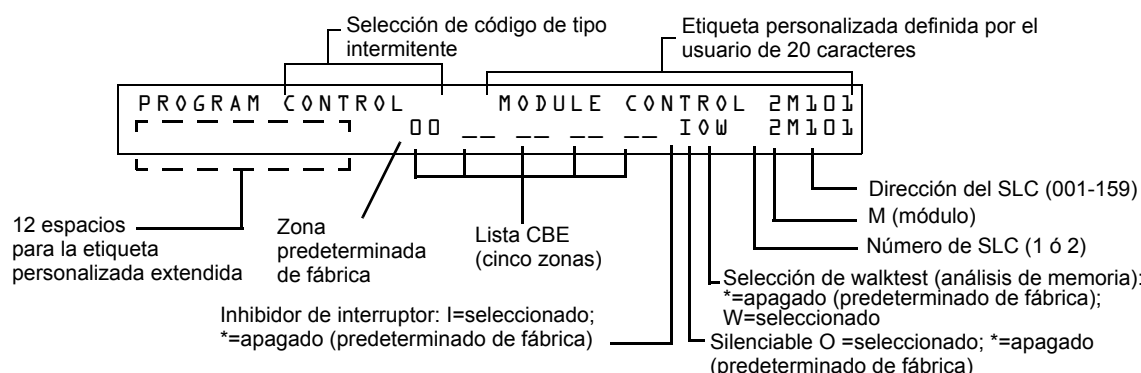 Selección de código de tipo
intermitente
Etiqueta personalizada definida por el
usuario de 20 caracteres
PROGRAM CONTROL MODULE CONTROL 2M101
00 __ __ __ __ IOW 2M101
12 espacios
para la etiqueta
personalizada extendida
Zona
predeterminada
de fábrica
Lista CBE
(cinco zonas)
Dirección del SLC (001-159)
M (módulo)
Número de SLC (1 ó 2)
Selección de walktest (análisis de memoria):
*=apagado (predeterminado de fábrica);
W=seleccionado
Inhibidor de interruptor: I=seleccionado;
*=apagado (predeterminado de fábrica)
Silenciable O =seleccionado; *=apagado
(predeterminado de fábrica)